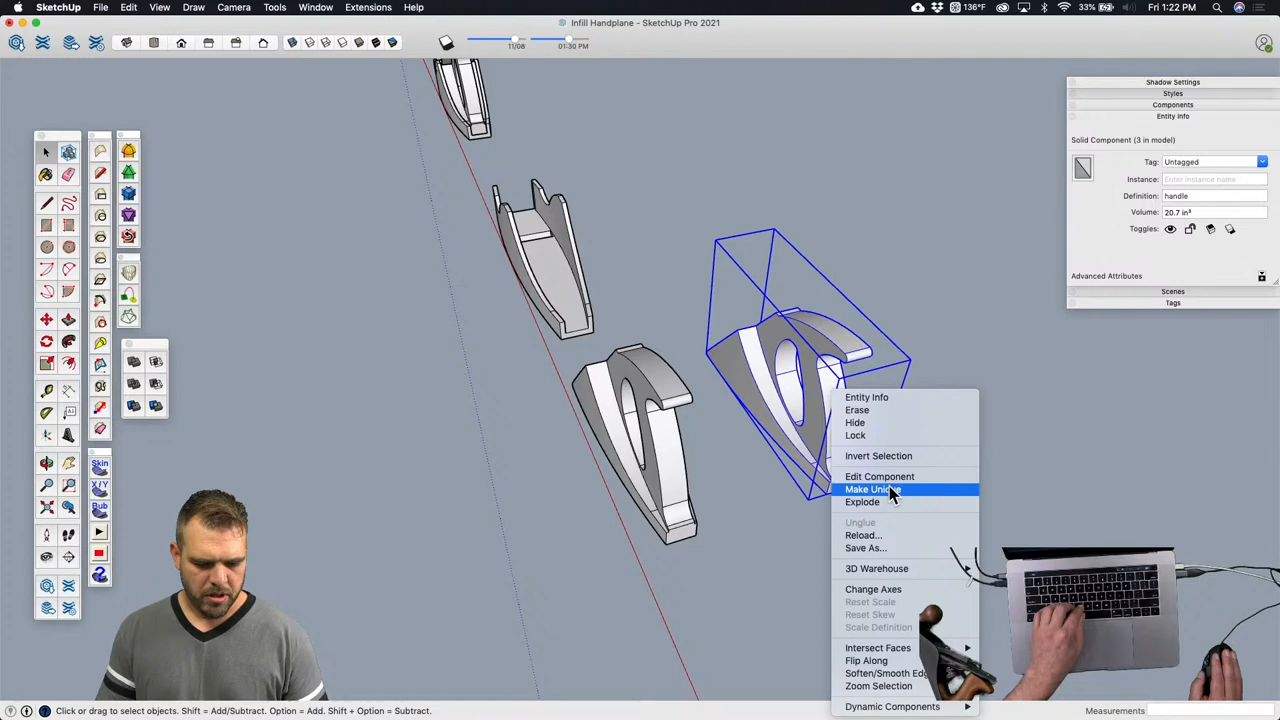 SketchUp File Edit View Draw Camera Tools Window Extensions Help
136°F 33% Fri 1:22 PM
Infill Handplane - SketchUp Pro 2021
11/08 01:30 PM
Shadow Settings
Styles
Components
Entity Info
Solid Component (3 in model)
Tag: Untagged
Instance: Enter instance name
Definition: handle
Volume: 20.7 in³
Toggles:
Advanced Attributes
Scenes
Tags
Entity Info
Erase
Hide
Lock
Invert Selection
Edit Component
Make Unique
Explode
Unglue
Reload...
Save As...
3D Warehouse
Change Axes
Reset Scale
Reset Skew
Scale Definition
Intersect Faces
Flip Along
Soften/Smooth Edg
Zoom Selection
Dynamic Components
Skin
X/Y
Bub
Click or drag to select objects. Shift = Add/Subtract. Option = Add. Shift + Option = Subtract.
Measurements